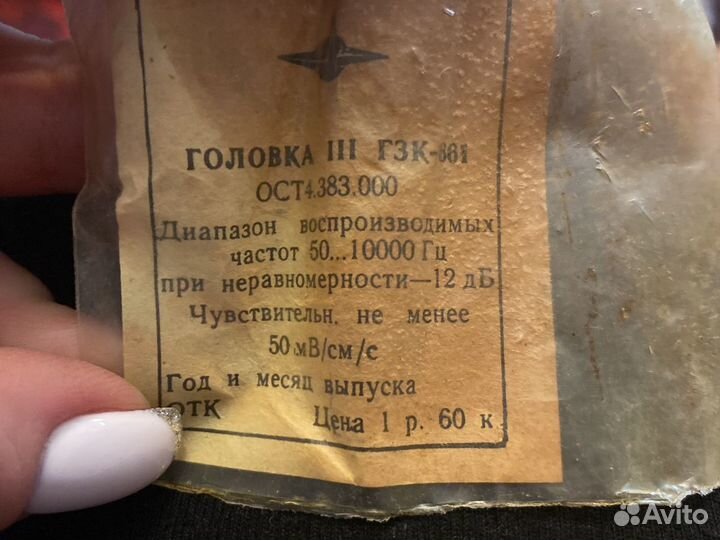 ГОЛОВКА III ГЗК-661
ОСТ4.383.000
Диапазон воспроизводимых
частот 50...10000 Гц
при неравномерности—12 дБ
Чувствительн. не менее
50 мВ/см/с
Год и месяц выпуска
ОТК Цена 1 р. 60 к
Avito